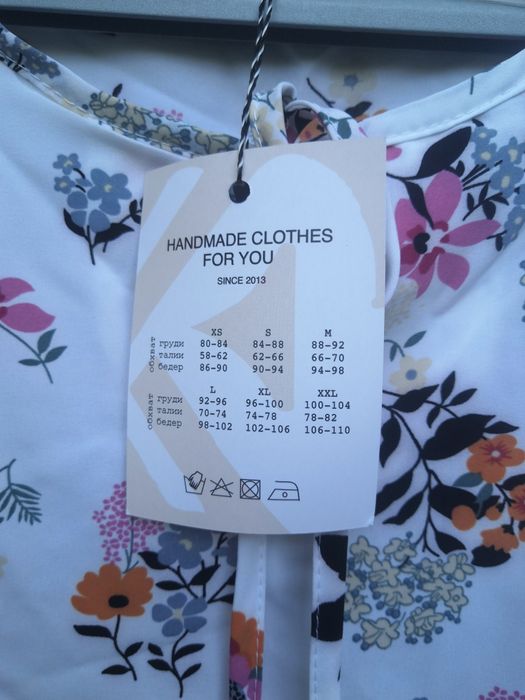 HANDMADE CLOTHES
FOR YOU
SINCE 2013
XS S M
обхват
груди 80-84 84-88 88-92
талии 58-62 62-66 66-70
бедер 86-90 90-94 94-98
L XL XXL
обхват
груди 92-96 96-100 100-104
талии 70-74 74-78 78-82
бедер 98-102 102-106 106-110